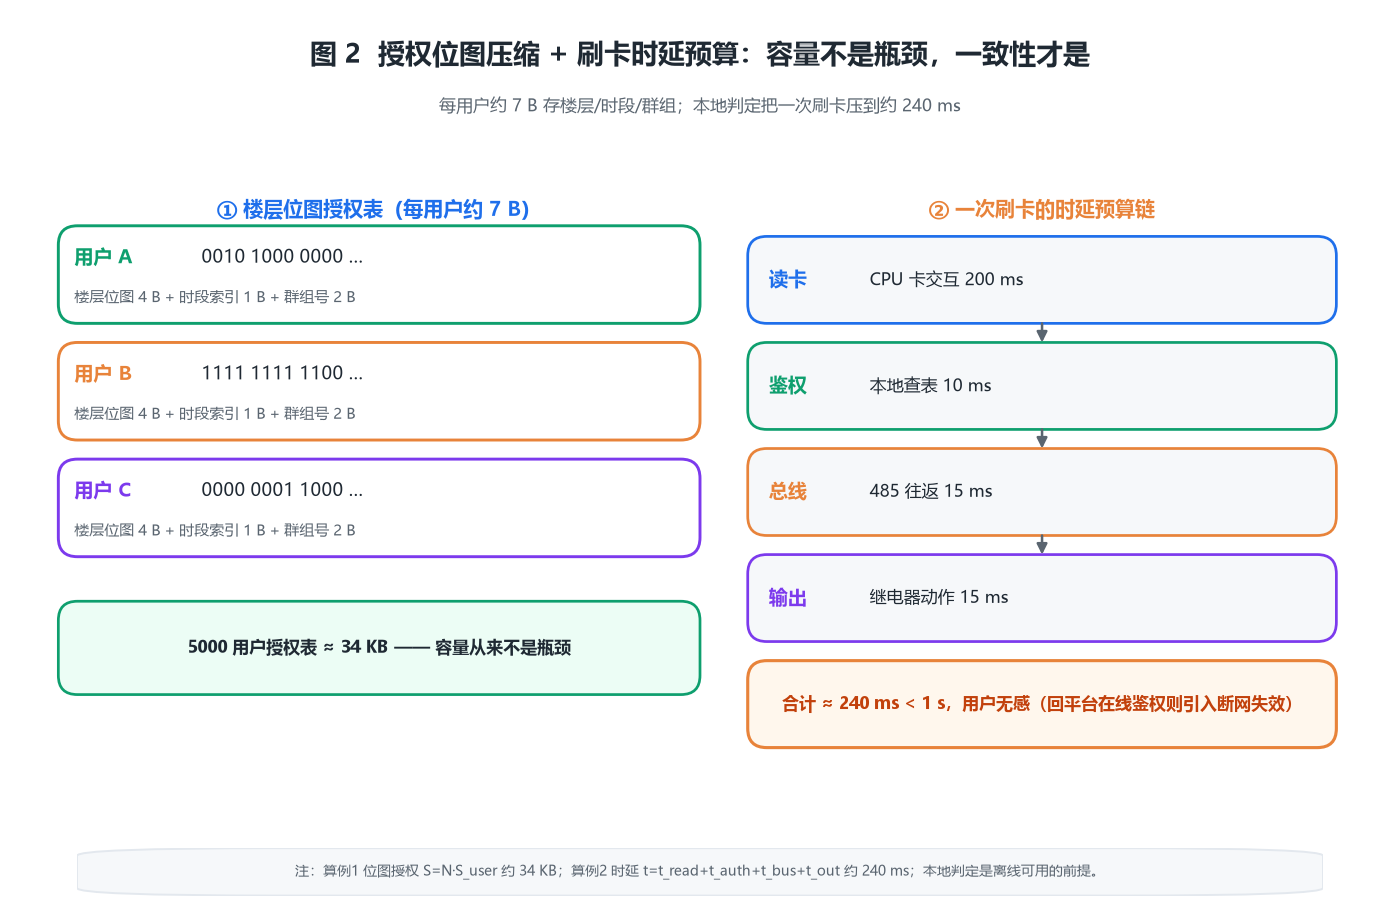 图 2 授权位图压缩 + 刷卡时延预算：容量不是瓶颈，一致性才是
每用户约 7 B 存楼层/时段/群组；本地判定把一次刷卡压到约 240 ms
① 楼层位图授权表（每用户约 7 B）
用户 A 0010 1000 0000 ...
楼层位图 4 B + 时段索引 1 B + 群组号 2 B
用户 B 1111 1111 1100 ...
楼层位图 4 B + 时段索引 1 B + 群组号 2 B
用户 C 0000 0001 1000 ...
楼层位图 4 B + 时段索引 1 B + 群组号 2 B
5000 用户授权表 ≈ 34 KB —— 容量从来不是瓶颈
② 一次刷卡的时延预算链
读卡 CPU 卡交互 200 ms
鉴权 本地查表 10 ms
总线 485 往返 15 ms
输出 继电器动作 15 ms
合计 ≈ 240 ms < 1 s，用户无感（回平台在线鉴权则引入断网失效）
注：算例1 位图授权 S=N·S_user 约 34 KB；算例2 时延 t=t_read+t_auth+t_bus+t_out 约 240 ms；本地判定是离线可用的前提。